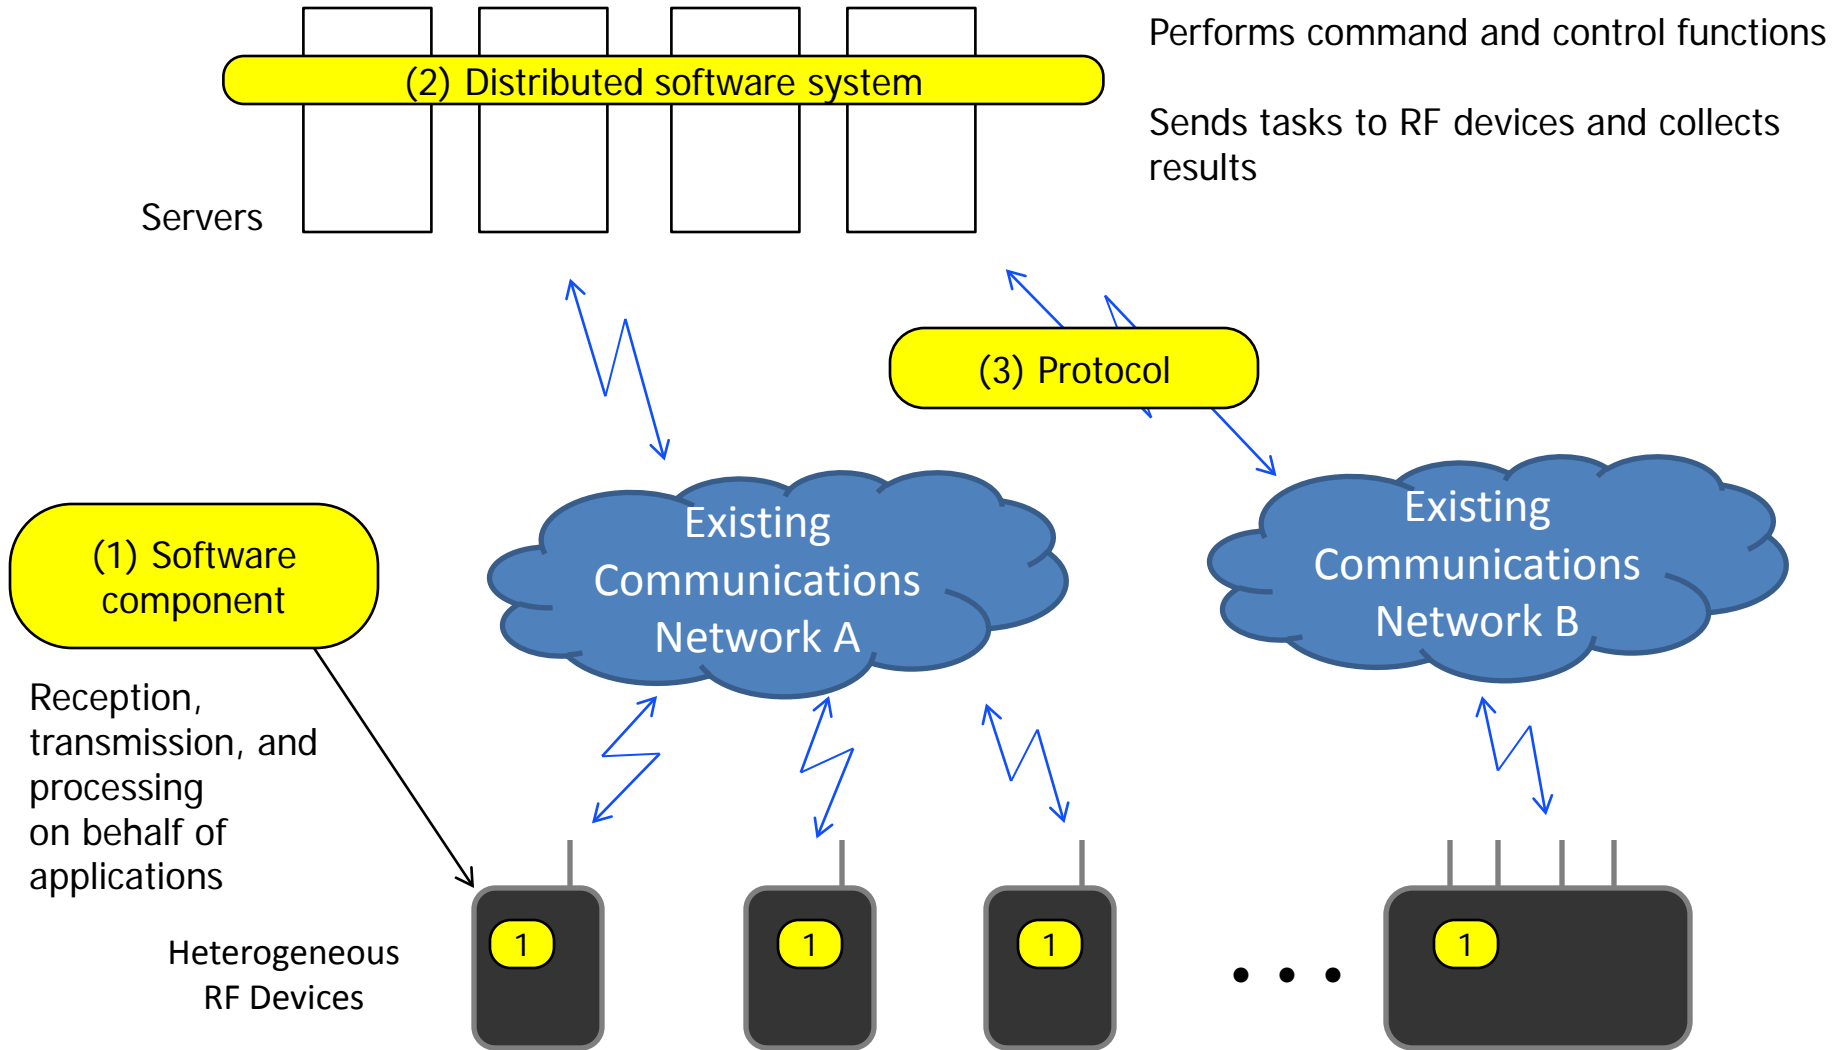 Performs command and control functions
(2) Distributed software system
Sends tasks to RF devices and collects
results
Servers
(3) Protocol
Existing
Communications
Network A
Existing
Communications
Network B
(1) Software
component
Reception,
transmission, and
processing
on behalf of
applications
Heterogeneous
RF Devices
1
1
1
1